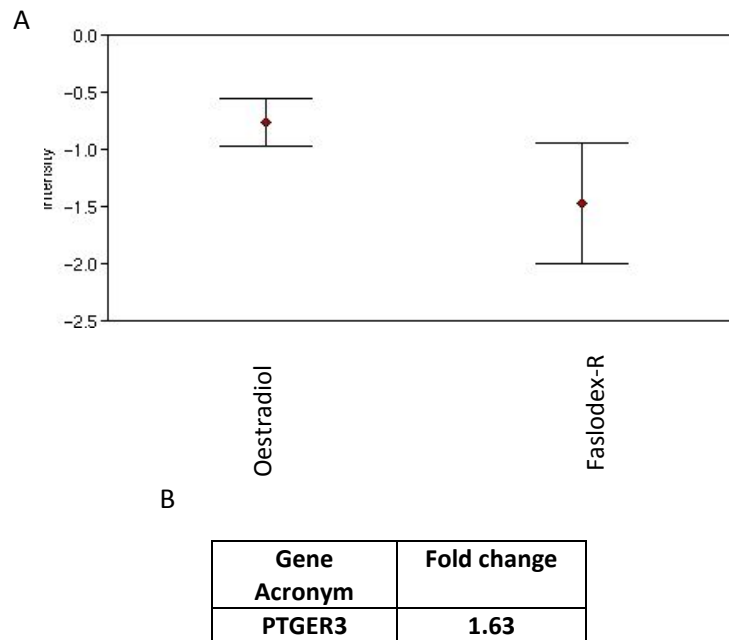 A
0.0
−0.5
−1.0
−1.5
−2.0
−2.5
intensity
Oestradiol
Faslodex-R
B
Gene Fold change
Acronym
PTGER3 1.63